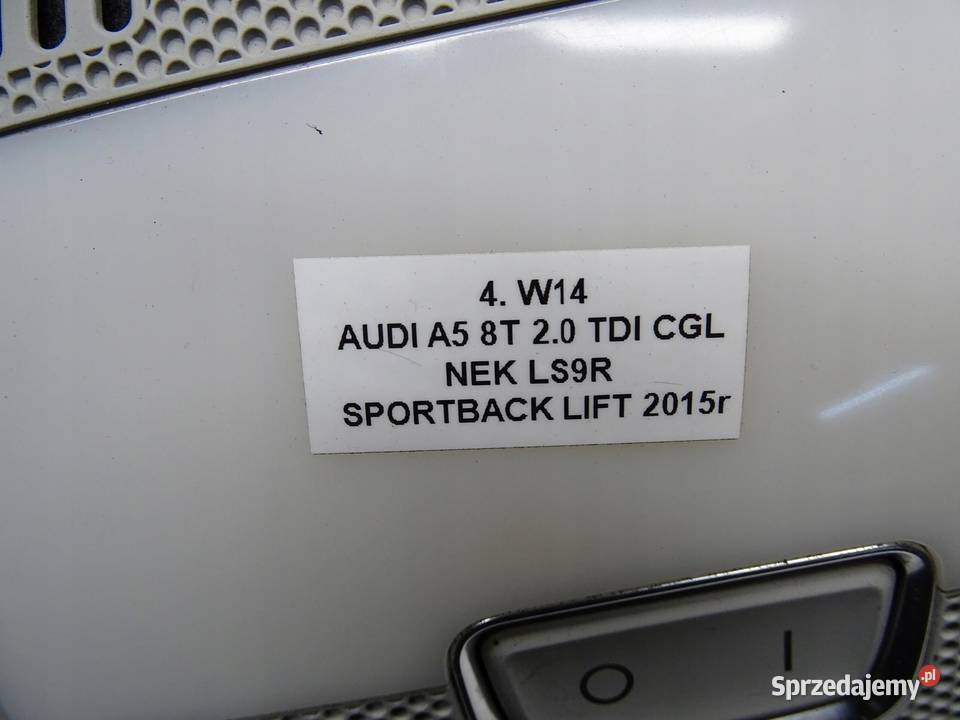 4. W14
AUDI A5 8T 2.0 TDI CGL
NEK LS9R
SPORTBACK LIFT 2015r
O I
Sprzedajemy.pl